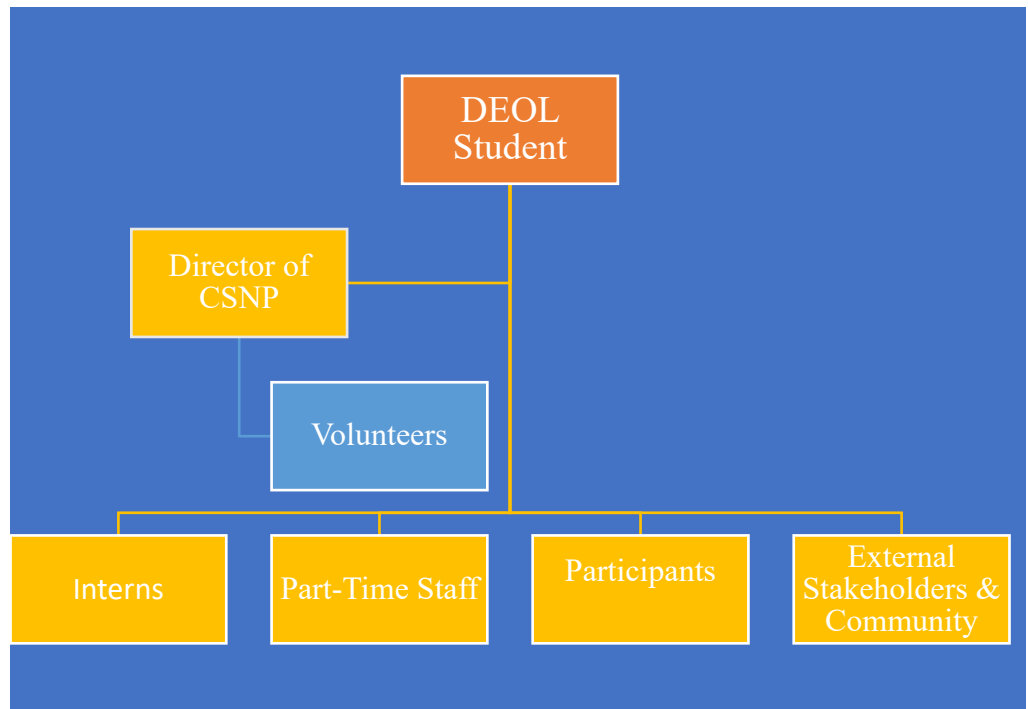 DEOL
Student
Director of
CSNP
Volunteers
Interns
Part-Time Staff
Participants
External
Stakeholders &
Community